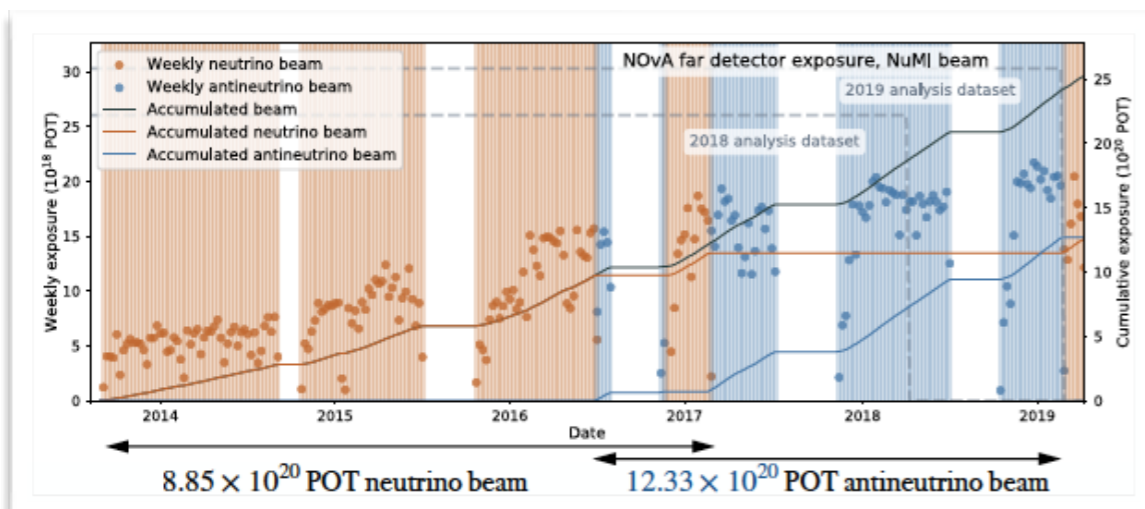 NOvA far detector exposure, NuMI beam
Weekly neutrino beam
Weekly antineutrino beam
Accumulated beam
Accumulated neutrino beam
Accumulated antineutrino beam
2019 analysis dataset
2018 analysis dataset
Weekly exposure (10¹⁸ POT)
30
25
20
15
10
5
0
Cumulative exposure (10²⁰ POT)
25
20
15
10
5
0
2014 2015 2016 2017 2018 2019
Date
8.85 × 10²⁰ POT neutrino beam
12.33 × 10²⁰ POT antineutrino beam